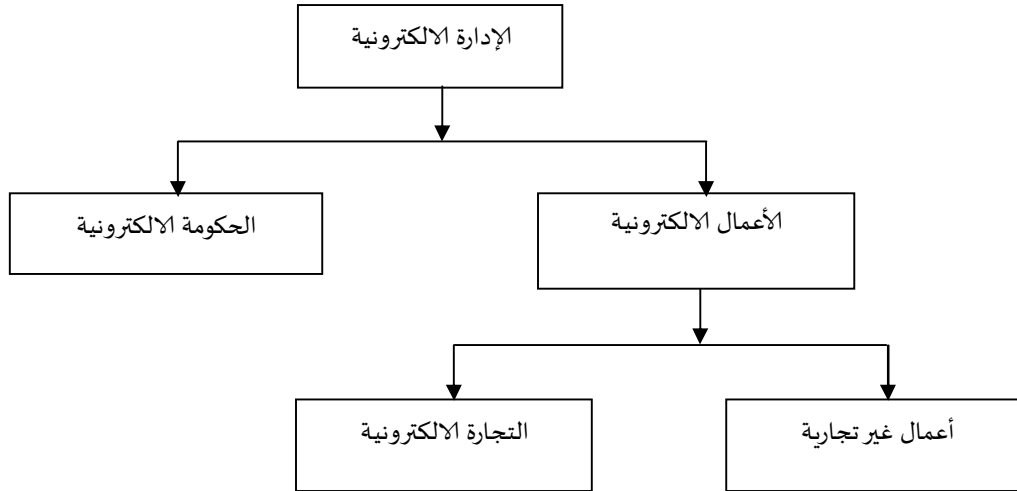 الإدارة الالكترونية
الأعمال الالكترونية
الحكومة الالكترونية
أعمال غير تجارية
التجارة الالكترونية